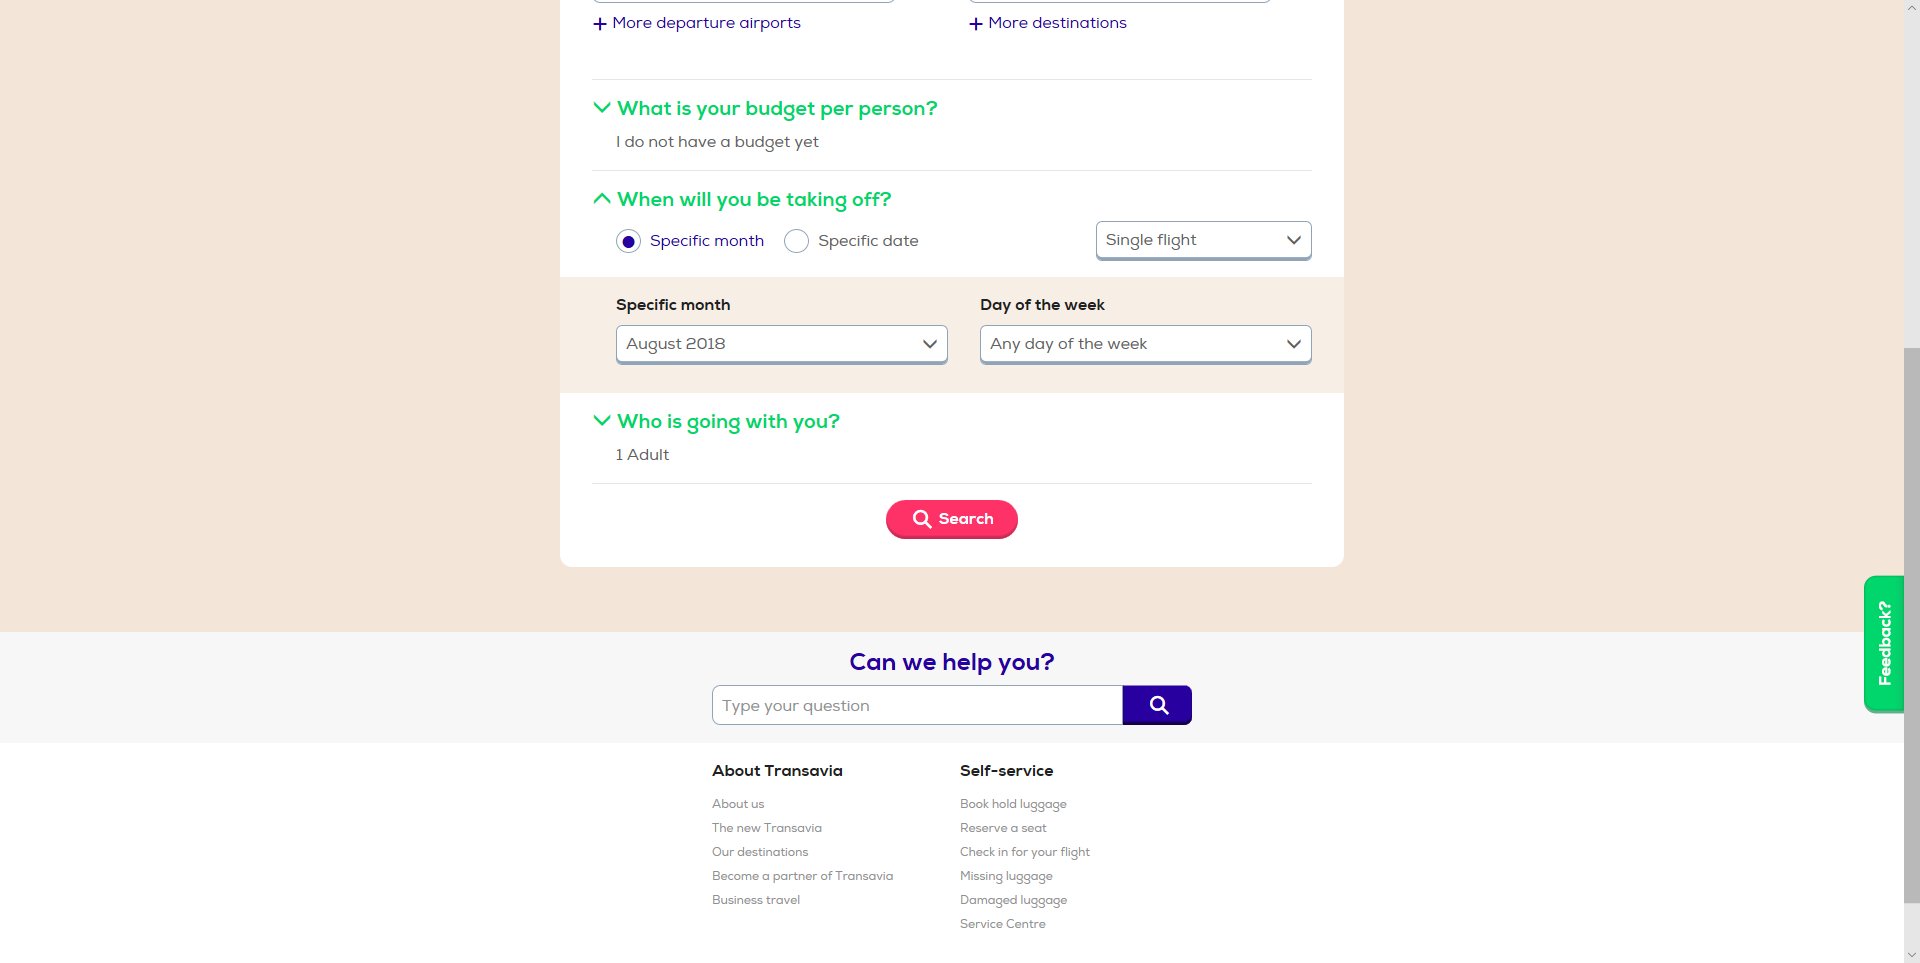 More departure airports
More destinations
What is your budget per person?
I do not have a budget yet
When will you be taking off?
Specific month
Specific date
Single flight
Specific month
Day of the week
August 2018
Any day of the week
Who is going with you?
1 Adult
Search
Feedback?
Can we help you?
Type your question
About Transavia
About us
The new Transavia
Our destinations
Become a partner of Transavia
Business travel
Self-service
Book hold luggage
Reserve a seat
Check in for your flight
Missing luggage
Damaged luggage
Service Centre